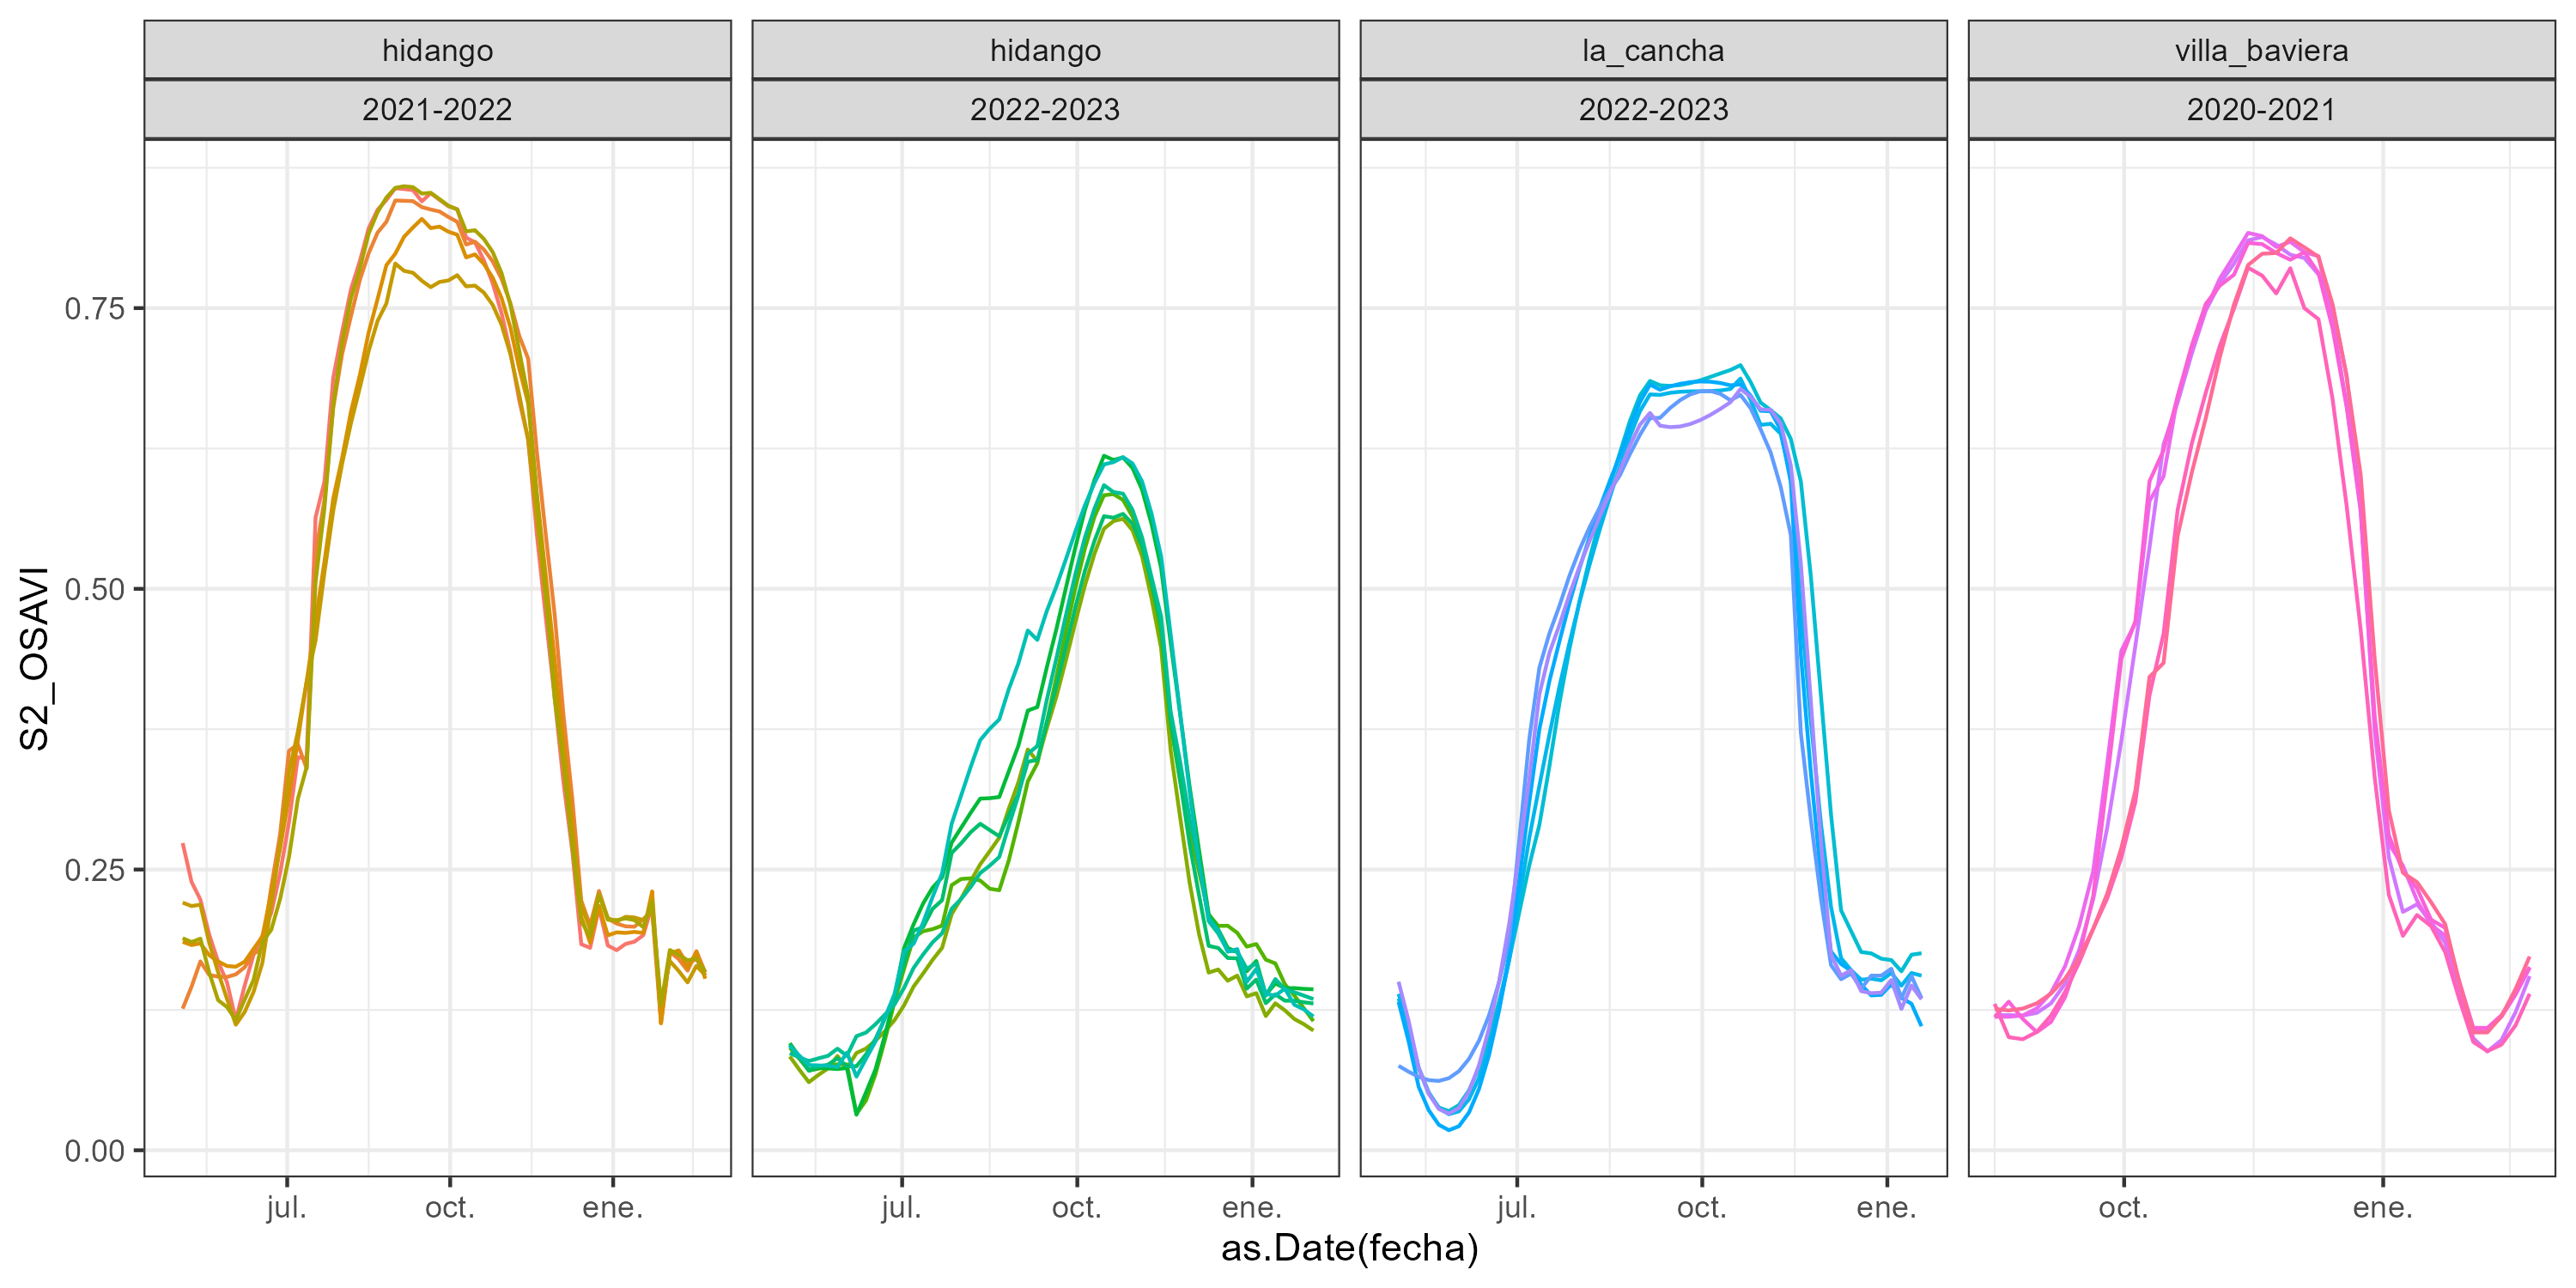 hidango hidango la_cancha villa_baviera
2021-2022 2022-2023 2022-2023 2020-2021
S2_OSAVI
0.75
0.50
0.25
0.00
jul. oct. ene. jul. oct. ene. jul. oct. ene. oct. ene.
as.Date(fecha)